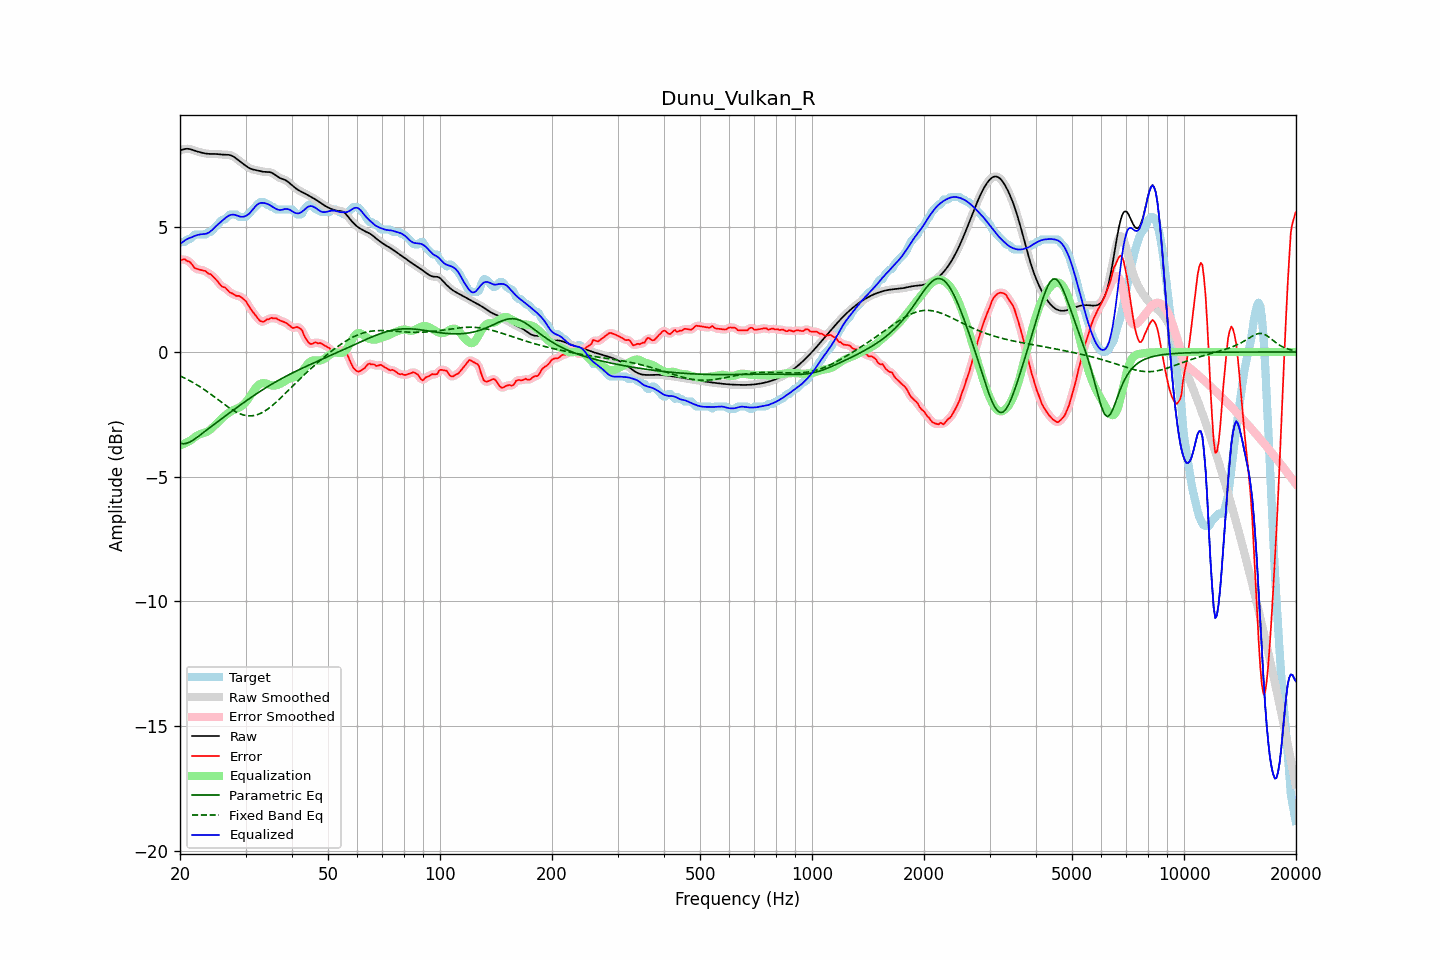 Dunu_Vulkan_R
Amplitude (dBr)
5
0
−5
−10
−15
−20
Target
Raw Smoothed
Error Smoothed
Raw
Error
Equalization
Parametric Eq
Fixed Band Eq
Equalized
20 50 100 200 500 1000 2000 5000 10000 20000
Frequency (Hz)